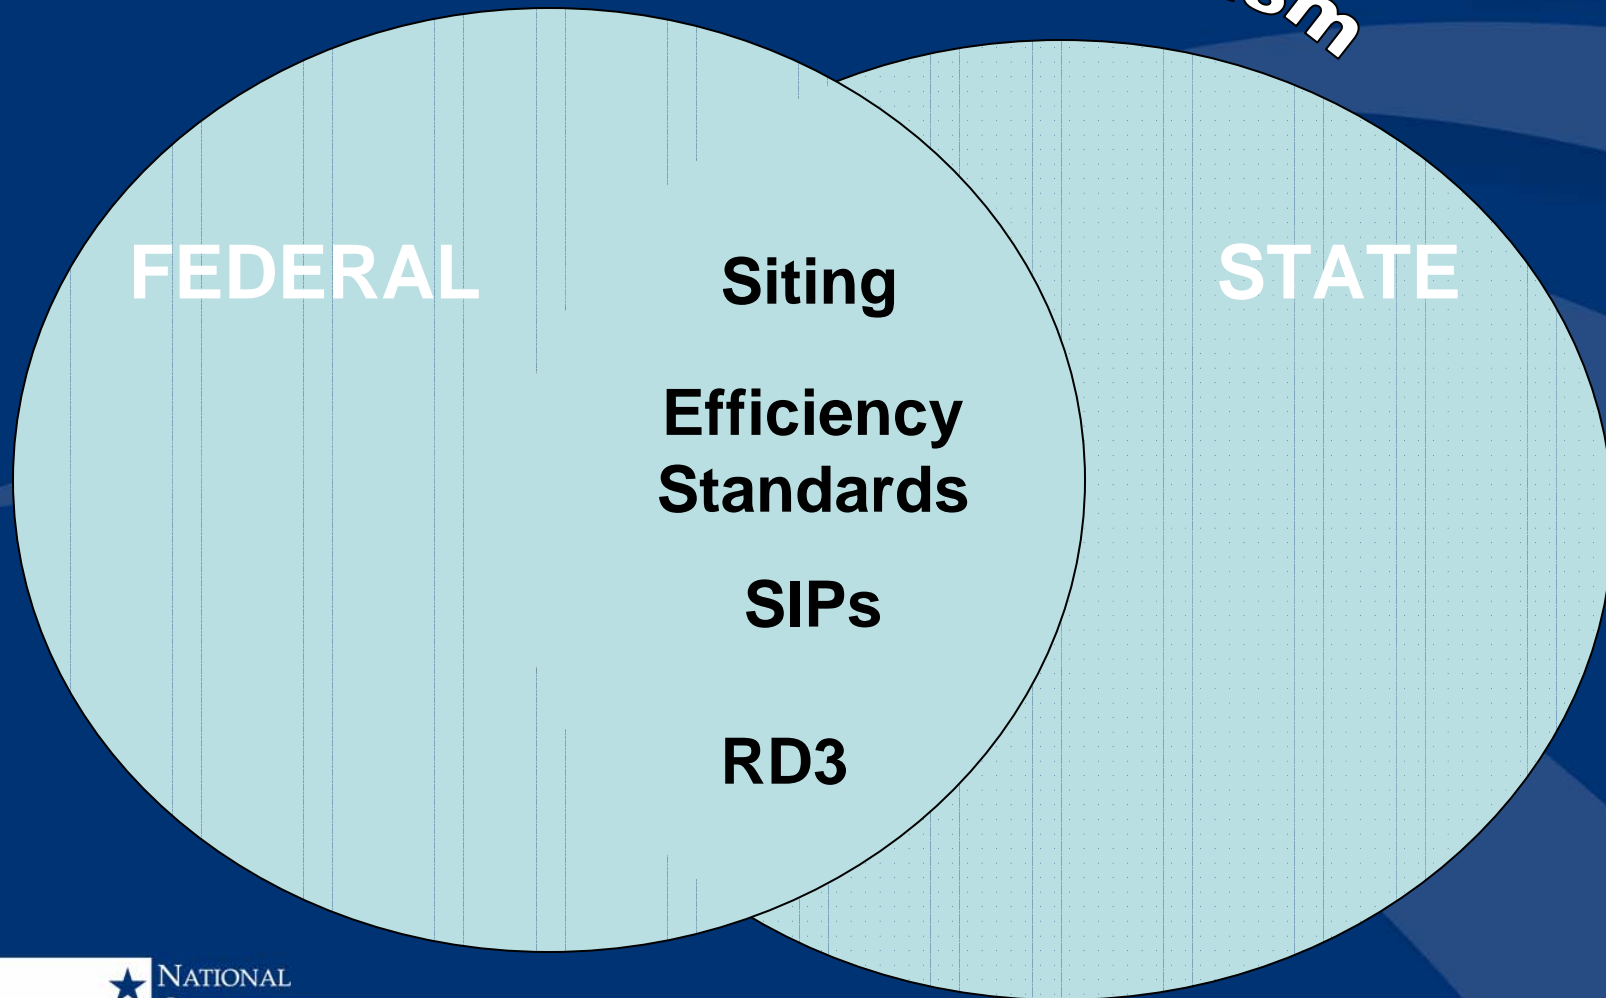 FEDERAL
Siting
STATE
Efficiency
Standards
SIPs
RD3
NATIONAL